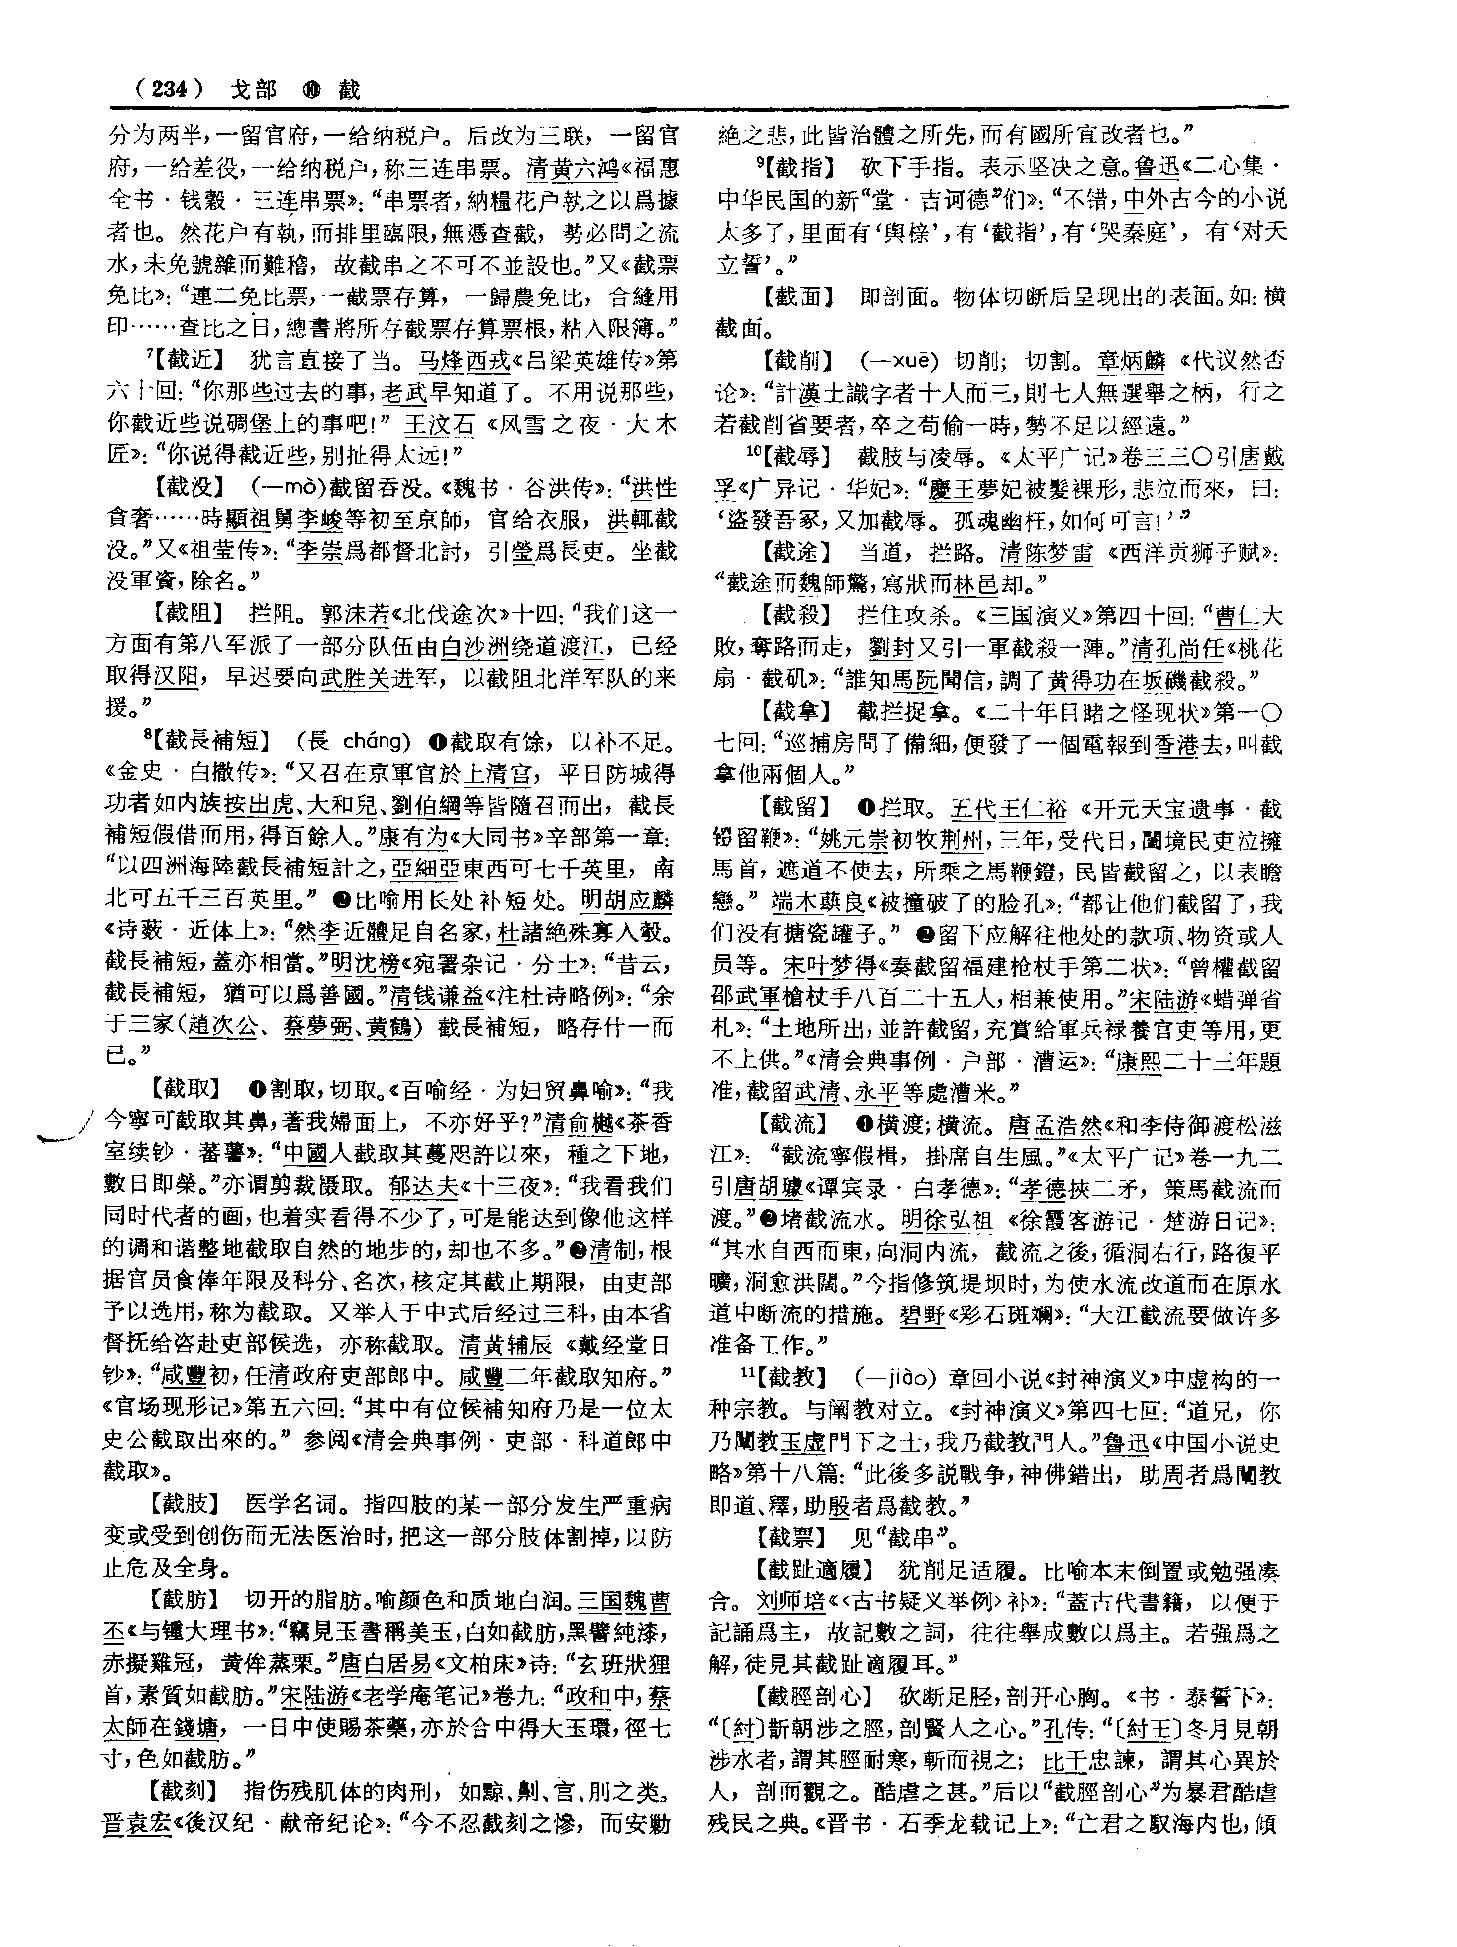 （234） 戈部 ⑩ 截
分为两半，一留官府，一给纳税户。后改为三联，一留官
府，一给差役，一给纳税户，称三连串票。清黄六鸿《福惠
全书·钱穀·三连串票》：“串票者，納糧花户執之以爲據
者也。然花户有執，而排里臨限，無憑查截，勢必問之流
水，未免號雜而難稽，故截串之不可不並設也。”又《截票
免比》：“連二免比票，一截票存算，一歸農免比，合縫用
印……查比之日，總書將所存截票存算票根，粘入限簿。”
⁷【截近】 犹言直接了当。马烽西戎《吕梁英雄传》第
六十回：“你那些过去的事，老武早知道了。不用说那些，
你截近些说碉堡上的事吧！” 王汶石《风雪之夜·大木
匠》：“你说得截近些，别扯得太远！”
【截没】 （一mò）截留吞没。《魏书·谷洪传》：“洪性
貪奢……時顯祖舅李峻等初至京師，官给衣服，洪輒截
没。”又《祖莹传》：“李崇爲都督北討，引瑩爲長吏。坐截
没軍資，除名。”
【截阻】 拦阻。郭沫若《北伐途次》十四：“我们这一
方面有第八军派了一部分队伍由白沙洲绕道渡江，已经
取得汉阳，早迟要向武胜关进军，以截阻北洋军队的来
援。”
⁸【截長補短】 （長 cháng）❶截取有馀，以补不足。
《金史·白撒传》：“又召在京軍官於上清宫，平日防城得
功者如内族按出虎、大和兒、劉伯綱等皆隨召而出，截長
補短假借而用，得百餘人。”康有为《大同书》辛部第一章：
“以四洲海陸截長補短計之，亞細亞東西可七千英里，南
北可五千三百英里。” ❷比喻用长处补短处。明胡应麟
《诗薮·近体上》：“然李近體足自名家，杜諸絶殊寡入彀。
截長補短，蓋亦相當。”明沈榜《宛署杂记·分土》：“昔云，
截長補短，猶可以爲善國。”清钱谦益《注杜诗略例》：“余
于三家（趙次公、蔡夢弼、黄鶴）截長補短，略存什一而
已。”
【截取】 ❶割取，切取。《百喻经·为妇贸鼻喻》：“我
今寧可截取其鼻，著我婦面上，不亦好乎？”清俞樾《茶香
室续钞·蕃薯》：“中國人截取其蔓咫許以來，種之下地，
數日即榮。”亦谓剪裁摄取。郁达夫《十三夜》：“我看我们
同时代者的画，也着实看得不少了，可是能达到像他这样
的调和谐整地截取自然的地步的，却也不多。”❷清制，根
据官员食俸年限及科分、名次，核定其截止期限，由吏部
予以选用，称为截取。又举人于中式后经过三科，由本省
督抚给咨赴吏部候选，亦称截取。清黄辅辰《戴经堂日
钞》：“咸豐初，任清政府吏部郎中。咸豐二年截取知府。”
《官场现形记》第五六回：“其中有位候補知府乃是一位太
史公截取出來的。”参阅《清会典事例·吏部·科道郎中
截取》。
【截肢】 医学名词。指四肢的某一部分发生严重病
变或受到创伤而无法医治时，把这一部分肢体割掉，以防
止危及全身。
【截肪】 切开的脂肪。喻颜色和质地白润。三国魏曹
丕《与锺大理书》：“竊見玉書稱美玉，白如截肪，黑譬純漆，
赤擬雞冠，黄侔蒸栗。”唐白居易《文柏床》诗：“玄班狀狸
首，素質如截肪。”宋陆游《老学庵笔记》卷九：“政和中，蔡
太師在錢塘，一日中使賜茶藥，亦於合中得大玉環，徑七
寸，色如截肪。”
【截刻】 指伤残肌体的肉刑，如黥、劓、宫、刖之类。
晋袁宏《後汉纪·献帝纪论》：“今不忍截刻之慘，而安勦
絶之悲，此皆治體之所先，而有國所宜改者也。”
⁹【截指】 砍下手指。表示坚决之意。鲁迅《二心集·
中华民国的新“堂·吉诃德”们》：“不错，中外古今的小说
太多了，里面有‘舆榇’，有‘截指’，有‘哭秦庭’，有‘对天
立誓’。”
【截面】 即剖面。物体切断后呈现出的表面。如：横
截面。
【截削】 （一xuē）切削；切割。章炳麟《代议然否
论》：“計漢土識字者十人而三，則七人無選舉之柄，行之
若截削省要者，卒之苟偷一時，勢不足以經遠。”
¹⁰【截辱】 截肢与凌辱。《太平广记》卷三三〇引唐戴
孚《广异记·华妃》：“慶王夢妃被髮裸形，悲泣而來，曰：
‘盜發吾冢，又加截辱。孤魂幽枉，如何可言！’”
【截途】 当道，拦路。清陈梦雷《西洋贡狮子赋》：
“截途而魏師驚，寫狀而林邑却。”
【截殺】 拦住攻杀。《三国演义》第四十回：“曹仁大
敗，奪路而走，劉封又引一軍截殺一陣。”清孔尚任《桃花
扇·截矶》：“誰知馬阮聞信，調了黄得功在坂磯截殺。”
【截拿】 截拦捉拿。《二十年目睹之怪现状》第一〇
七回：“巡捕房問了備細，便發了一個電報到香港去，叫截
拿他兩個人。”
【截留】 ❶拦取。五代王仁裕《开元天宝遗事·截
镫留鞭》：“姚元崇初牧荆州，三年，受代日，闔境民吏泣擁
馬首，遮道不使去，所乘之馬鞭鐙，民皆截留之，以表瞻
戀。” 端木蕻良《被撞破了的脸孔》：“都让他们截留了，我
们没有搪瓷罐子。” ❷留下应解往他处的款项、物资或人
员等。宋叶梦得《奏截留福建枪杖手第二状》：“曾權截留
邵武軍槍杖手八百二十五人，相兼使用。”宋陆游《蜡弹省
札》：“土地所出，並許截留，充賞給軍兵禄養官吏等用，更
不上供。”《清会典事例·户部·漕运》：“康熙二十三年題
准，截留武清、永平等處漕米。”
【截流】 ❶横渡；横流。唐孟浩然《和李侍御渡松滋
江》：“截流寧假楫，掛席自生風。”《太平广记》卷一九二
引唐胡璩《谭宾录·白孝德》：“孝德挾二矛，策馬截流而
渡。”❷堵截流水。明徐弘祖《徐霞客游记·楚游日记》：
“其水自西而東，向洞内流，截流之後，循洞右行，路復平
曠，洞愈洪闊。”今指修筑堤坝时，为使水流改道而在原水
道中断流的措施。碧野《彩石斑斓》：“大江截流要做许多
准备工作。”
¹¹【截教】 （一jiào）章回小说《封神演义》中虚构的一
种宗教。与阐教对立。《封神演义》第四七回：“道兄，你
乃闡教玉虚門下之士，我乃截教門人。”鲁迅《中国小说史
略》第十八篇：“此後多説戰争，神佛錯出，助周者爲闡教
即道、釋，助殷者爲截教。”
【截票】 见“截串”。
【截趾適履】 犹削足适履。比喻本末倒置或勉强凑
合。刘师培《〈古书疑义举例〉补》：“蓋古代書籍，以便于
記誦爲主，故記數之詞，往往舉成數以爲主。若强爲之
解，徒見其截趾適履耳。”
【截脛剖心】 砍断足胫，剖开心胸。《书·泰誓下》：
“〔紂〕斮朝涉之脛，剖賢人之心。”孔传：“〔紂王〕冬月見朝
涉水者，謂其脛耐寒，斬而視之；比干忠諫，謂其心異於
人，剖而觀之。酷虐之甚。”后以“截脛剖心”为暴君酷虐
残民之典。《晋书·石季龙载记上》：“亡君之馭海内也，傾